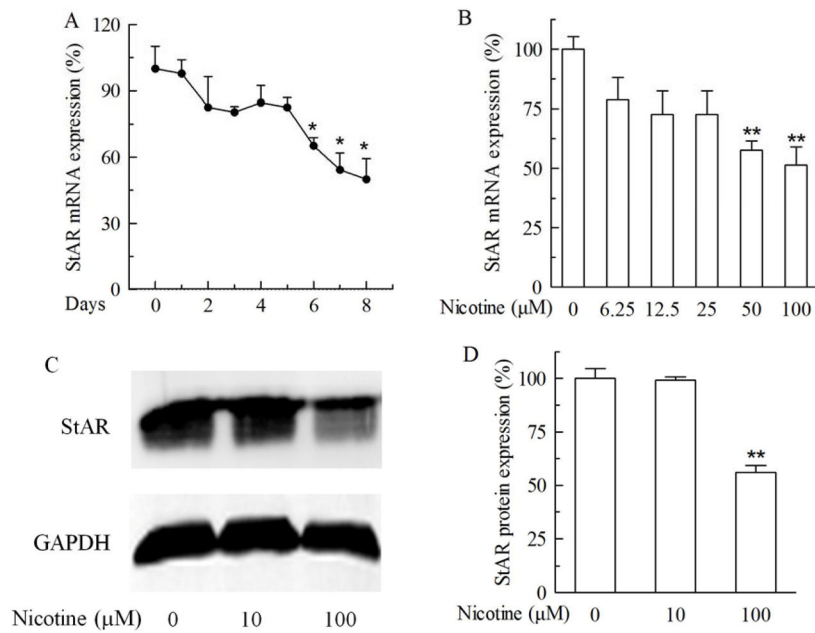 A
StAR mRNA expression (%)
120
90
60
30
0
* * *
Days 0 2 4 6 8
B
StAR mRNA expression (%)
100
75
50
25
0
** **
Nicotine (μM) 0 6.25 12.5 25 50 100
C
StAR
GAPDH
Nicotine (μM) 0 10 100
D
StAR protein expression (%)
100
75
50
25
0
**
Nicotine (μM) 0 10 100